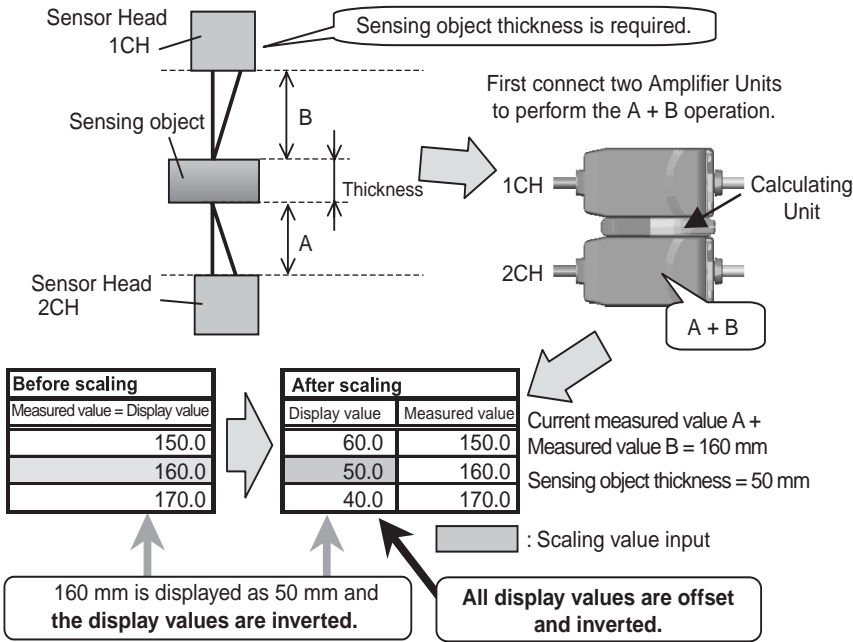 Sensor Head
1CH
Sensing object thickness is required.
First connect two Amplifier Units
to perform the A + B operation.
B
Sensing object
Thickness
1CH
Calculating
Unit
A
2CH
Sensor Head
2CH
A + B
Before scaling
Measured value = Display value
150.0
160.0
170.0
After scaling
Display value Measured value
60.0 150.0
50.0 160.0
40.0 170.0
Current measured value A +
Measured value B = 160 mm
Sensing object thickness = 50 mm
: Scaling value input
160 mm is displayed as 50 mm and
the display values are inverted.
All display values are offset
and inverted.